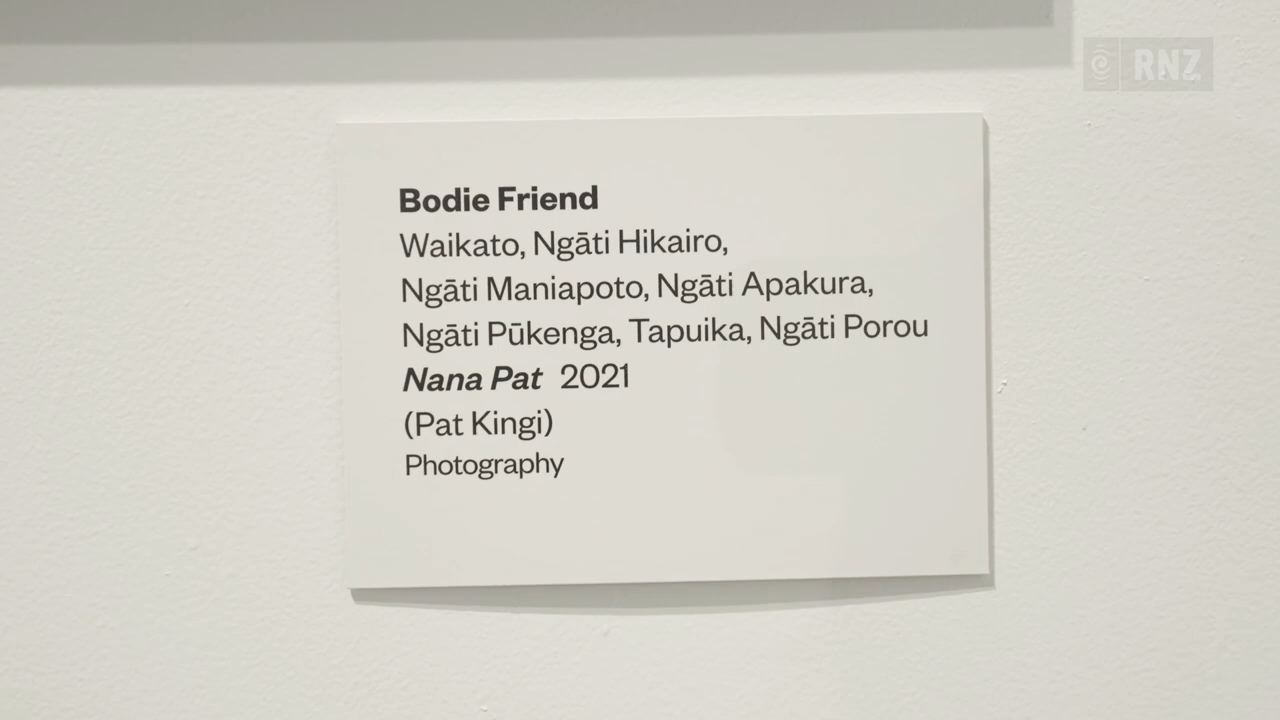 RNZ
Bodie Friend
Waikato, Ngāti Hikairo,
Ngāti Maniapoto, Ngāti Apakura,
Ngāti Pūkenga, Tapuika, Ngāti Porou
Nana Pat 2021
(Pat Kingi)
Photography